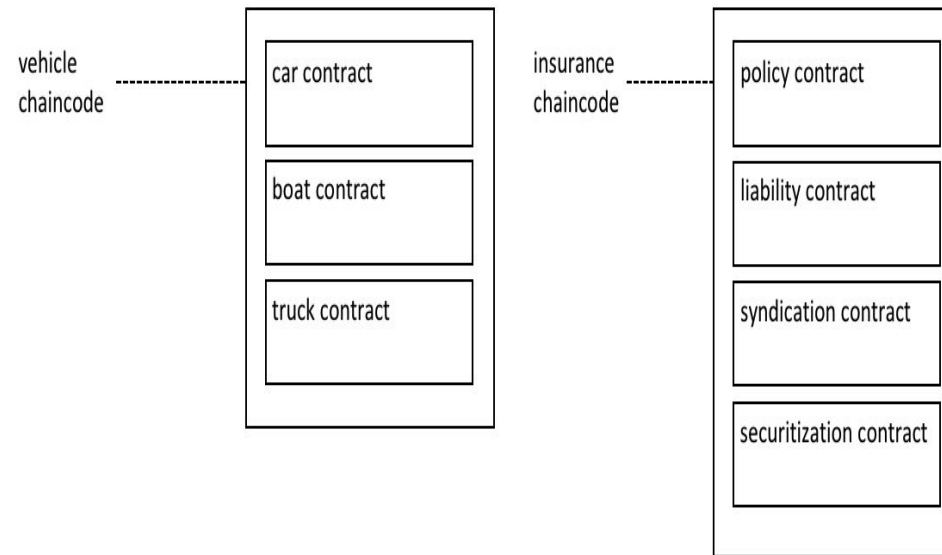 vehicle
chaincode
car contract
boat contract
truck contract
insurance
chaincode
policy contract
liability contract
syndication contract
securitization contract